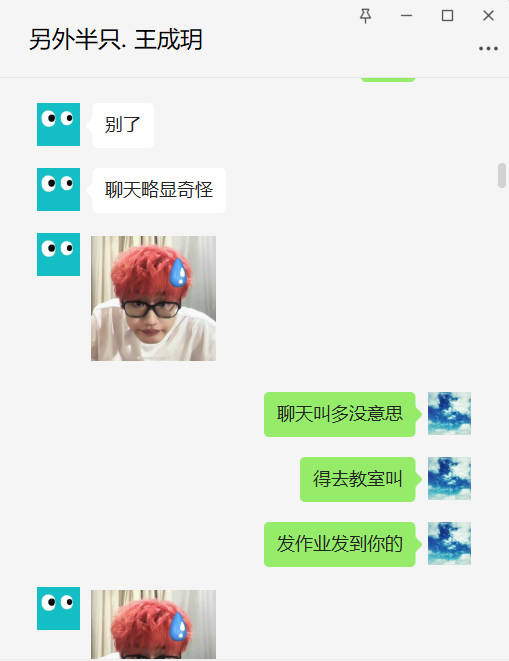 另外半只. 王成玥
别了
聊天略显奇怪
聊天叫多没意思
得去教室叫
发作业发到你的